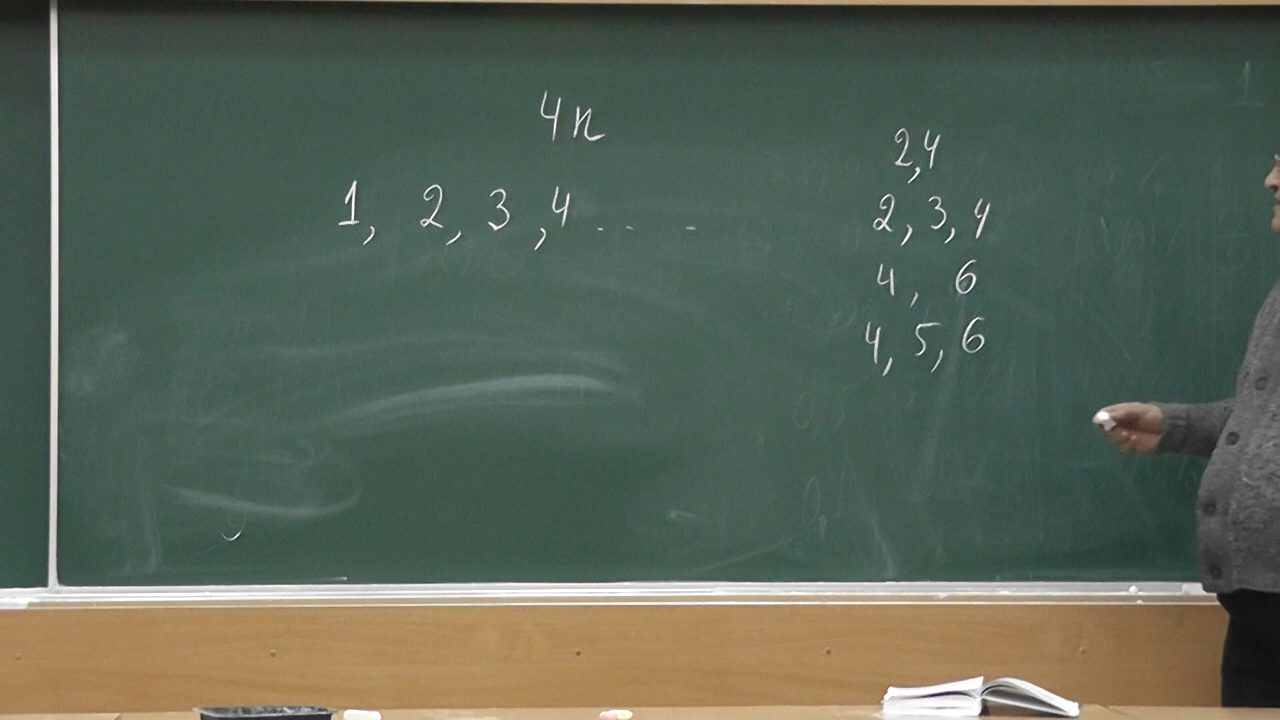 4n
1, 2, 3, 4 ... .
2, 4
2, 3, 4
4, 6
4, 5, 6